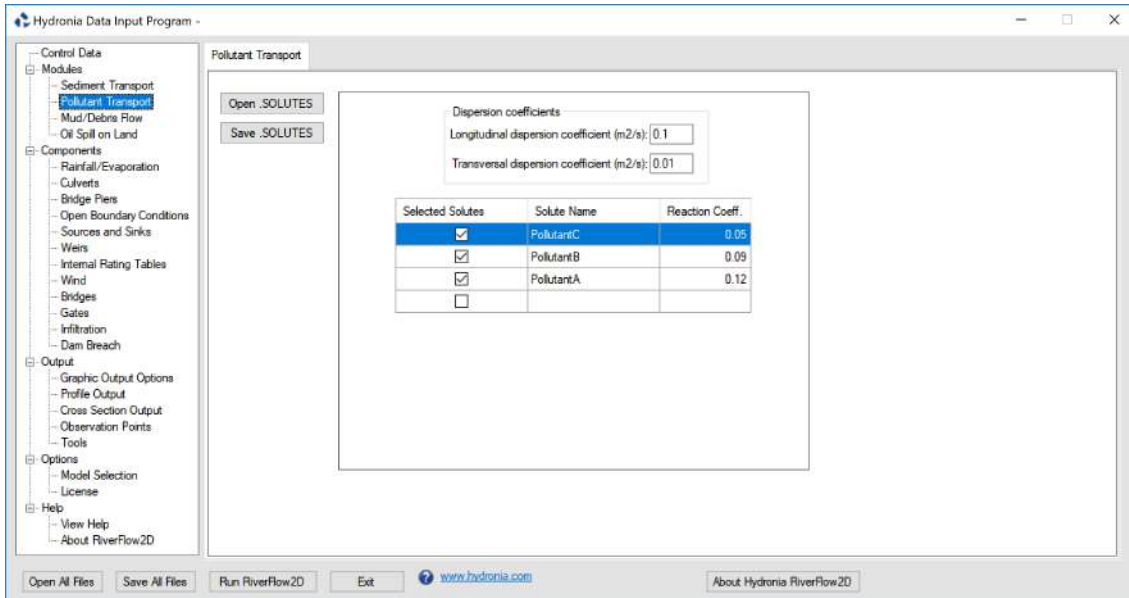 Hydronia Data Input Program -
Control Data
Modules
Sediment Transport
Pollutant Transport
Mud/Debris Flow
Oil Spill on Land
Components
Rainfall/Evaporation
Culverts
Bridge Piers
Open Boundary Conditions
Sources and Sinks
Weirs
Internal Rating Tables
Wind
Bridges
Gates
Infiltration
Dam Breach
Output
Graphic Output Options
Profile Output
Cross Section Output
Observation Points
Tools
Options
Model Selection
License
Help
View Help
About RiverFlow2D
Pollutant Transport
Open .SOLUTES
Save .SOLUTES
Dispersion coefficients
Longitudinal dispersion coefficient (m2/s): 0.1
Transversal dispersion coefficient (m2/s): 0.01
Selected Solutes Solute Name Reaction Coeff.
PollutantC 0.05
PollutantB 0.09
PollutantA 0.12
Open All Files Save All Files Run RiverFlow2D Exit ? www.hydronia.com About Hydronia RiverFlow2D